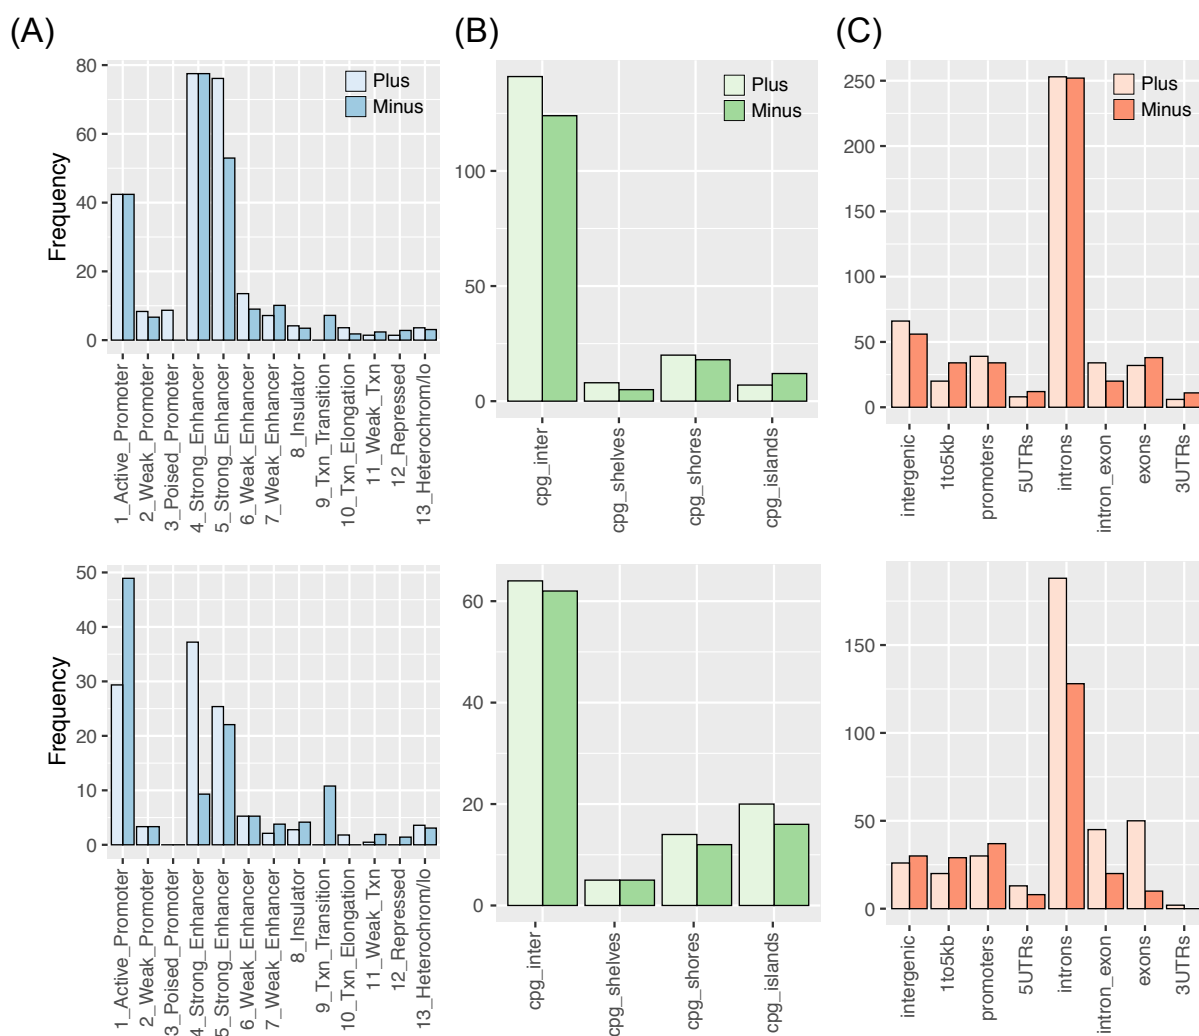 (A)
(B)
(C)
Frequency
80
60
40
20
0
Plus
Minus
1_Active_Promoter
2_Weak_Promoter
3_Poised_Promoter
4_Strong_Enhancer
5_Strong_Enhancer
6_Weak_Enhancer
7_Weak_Enhancer
8_Insulator
9_Txn_Transition
10_Txn_Elongation
11_Weak_Txn
12_Repressed
13_Heterochrom/lo
100
50
0
Plus
Minus
cpg_inter
cpg_shelves
cpg_shores
cpg_islands
250
200
150
100
50
0
Plus
Minus
intergenic
1to5kb
promoters
5UTRs
introns
intron_exon
exons
3UTRs
Frequency
50
40
30
20
10
0
1_Active_Promoter
2_Weak_Promoter
3_Poised_Promoter
4_Strong_Enhancer
5_Strong_Enhancer
6_Weak_Enhancer
7_Weak_Enhancer
8_Insulator
9_Txn_Transition
10_Txn_Elongation
11_Weak_Txn
12_Repressed
13_Heterochrom/lo
60
40
20
0
cpg_inter
cpg_shelves
cpg_shores
cpg_islands
150
100
50
0
intergenic
1to5kb
promoters
5UTRs
introns
intron_exon
exons
3UTRs